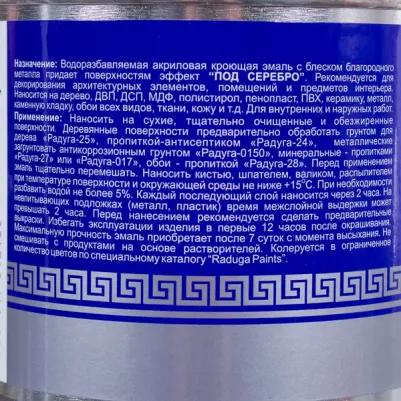 Назначение: Водоразбавляемая акриловая кроющая эмаль с блеском благородного
металла придает поверхностям эффект "ПОД СЕРЕБРО". Рекомендуется для
декорирования архитектурных элементов, помещений и предметов интерьера.
Наносится на дерево, ДВП, ДСП, МДФ, полистирол, пенопласт, ПВХ, керамику, металл,
каменную кладку, обои всех видов, ткани, кожу и т.д. Для внутренних и наружных работ.
Применение: Наносить на сухие, тщательно очищенные и обезжиренные
поверхности. Деревянные поверхности предварительно обработать грунтом для
дерева «Радуга-25», пропиткой-антисептиком «Радуга-24», металлические
загрунтовать антикоррозионным грунтом «Радуга-0150», минеральные - пропитками
«Радуга-27» или «Радуга-017», обои - пропиткой «Радуга-28». Перед применением
эмаль тщательно перемешать. Наносить кистью, шпателем, валиком, распылителем
при температуре поверхности и окружающей среды не ниже +15°С. При необходимости
разбавить водой не более 5%. Каждый последующий слой наносится через 2 часа. На
невпитывающих подложках (металл, пластик) время межслойной выдержки может
превышать 2 часа. Перед нанесением рекомендуется сделать предварительные
выкраски. Избегать эксплуатации изделия в первые 12 часов после окрашивания.
Максимальную прочность эмаль приобретает после 7 суток с момента высыхания. Не
смешивать с продуктами на основе растворителей. Колеруется в ограниченное
количество цветов по специальному каталогу "Raduga Paints".